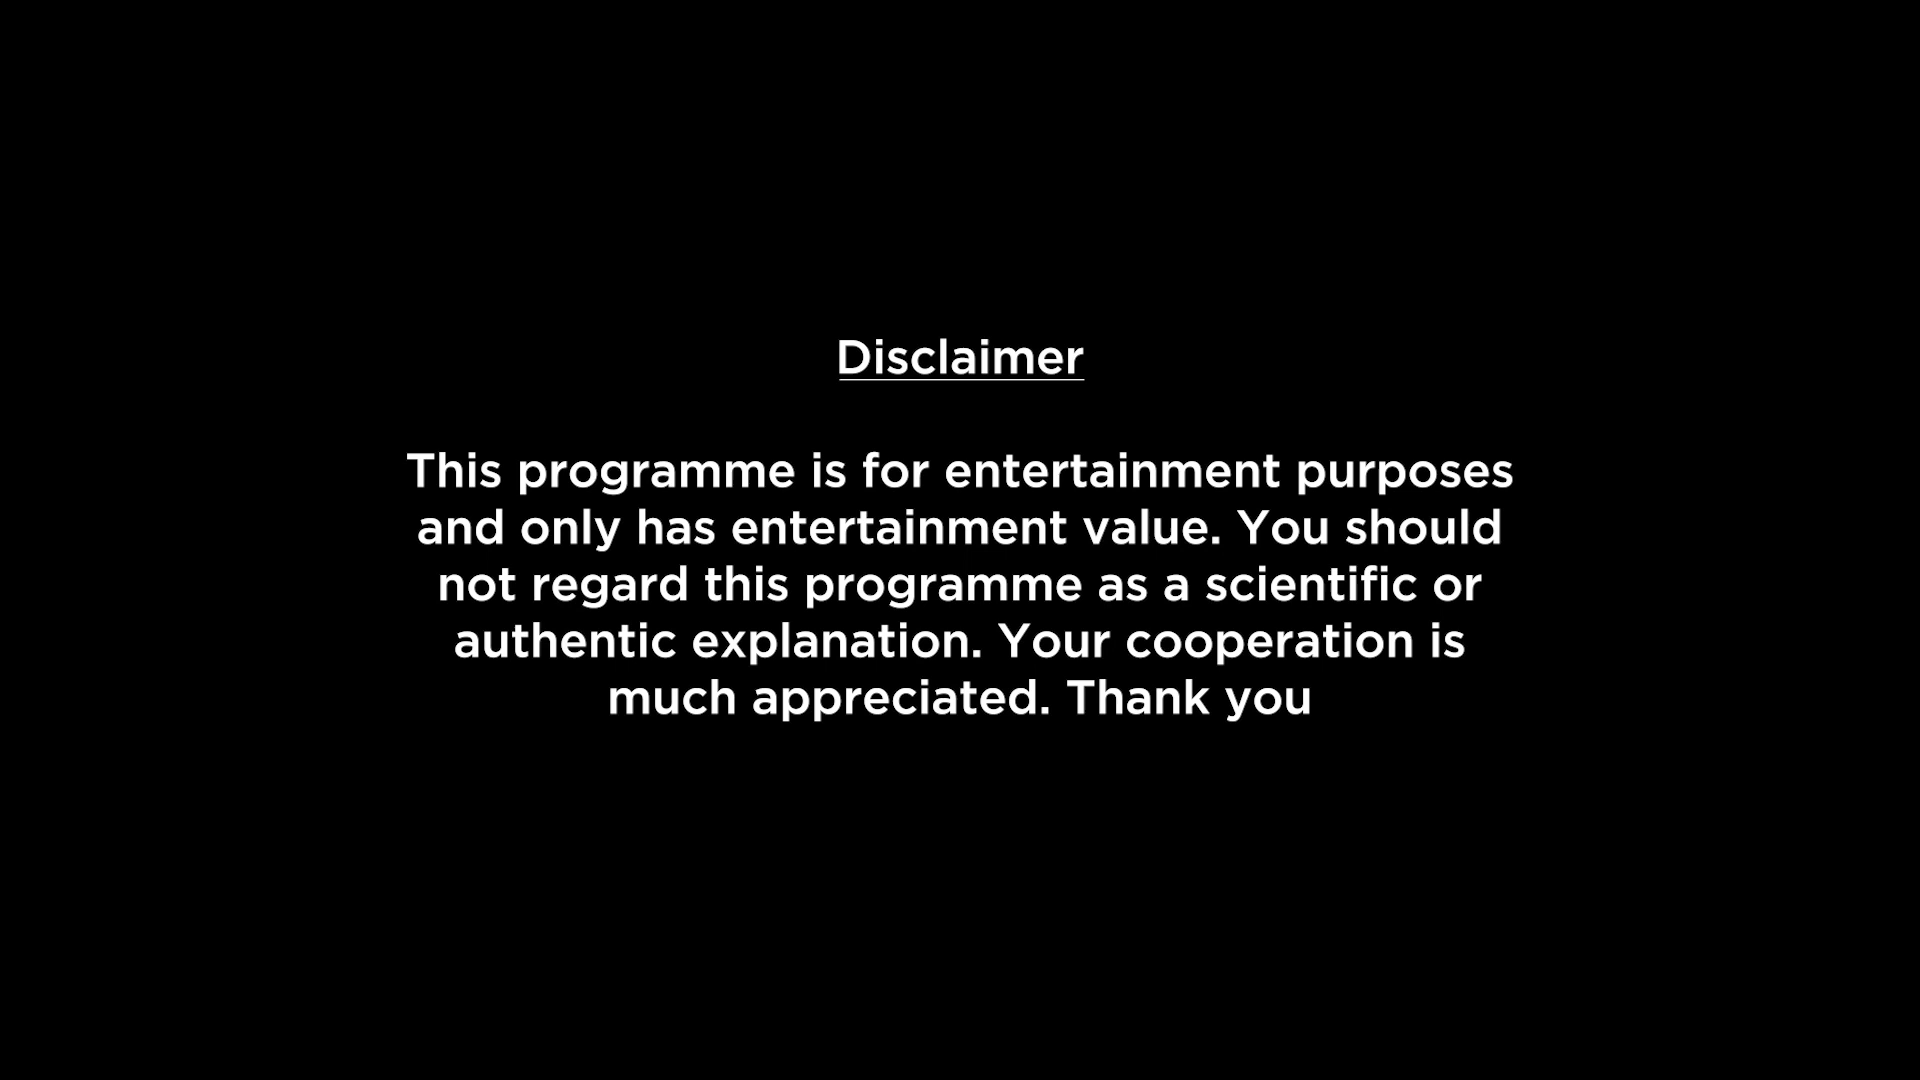 Disclaimer
This programme is for entertainment purposes
and only has entertainment value. You should
not regard this programme as a scientific or
authentic explanation. Your cooperation is
much appreciated. Thank you